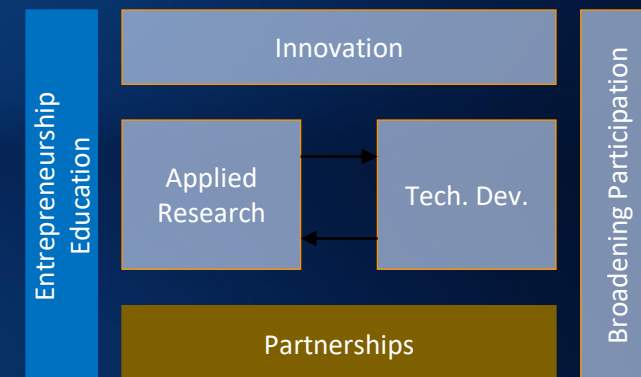 Entrepreneurship
Education
Innovation
Applied
Research
Tech. Dev.
Partnerships
Broadening Participation